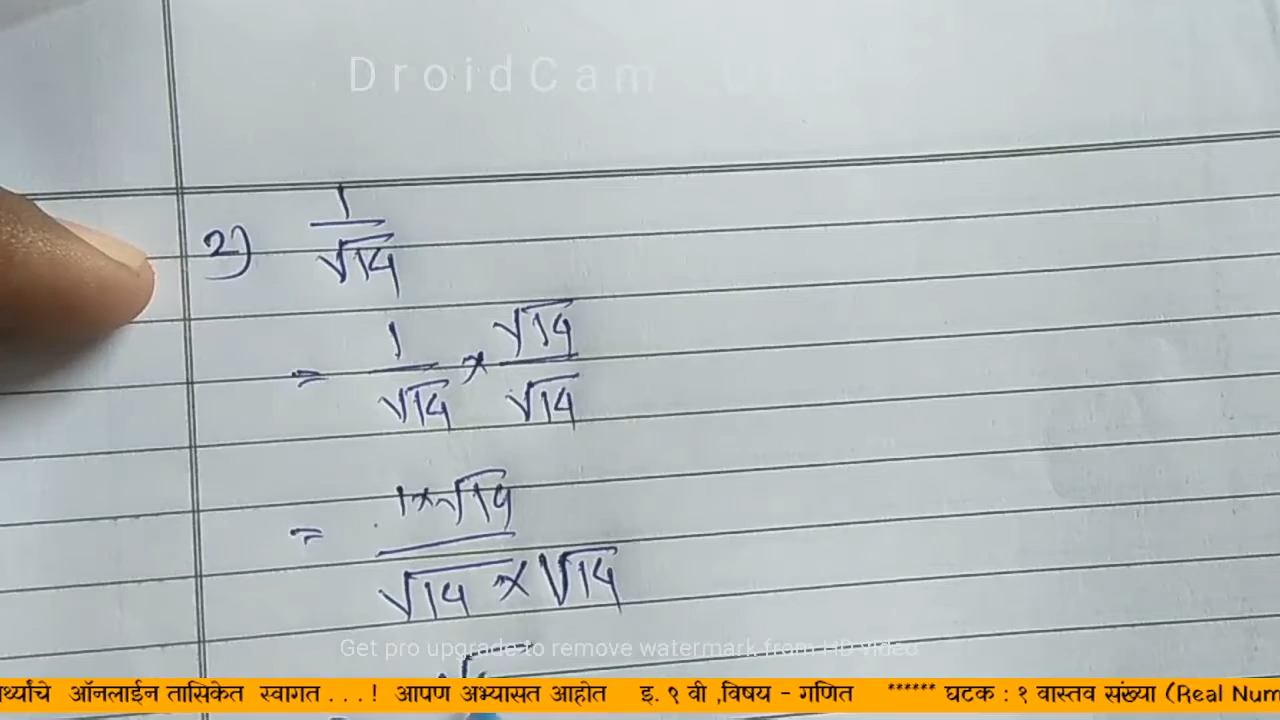 DroidCam
2) 1/√14
= 1/√14 × √14/√14
= 1×√14/√14 × √14
Get pro upgrade to remove watermark from HD video
र्थ्यांचे ऑनलाईन तासिकेत स्वागत . . . ! आपण अभ्यासत आहोत इ. ९ वी ,विषय - गणित ****** घटक : १ वास्तव संख्या (Real Num